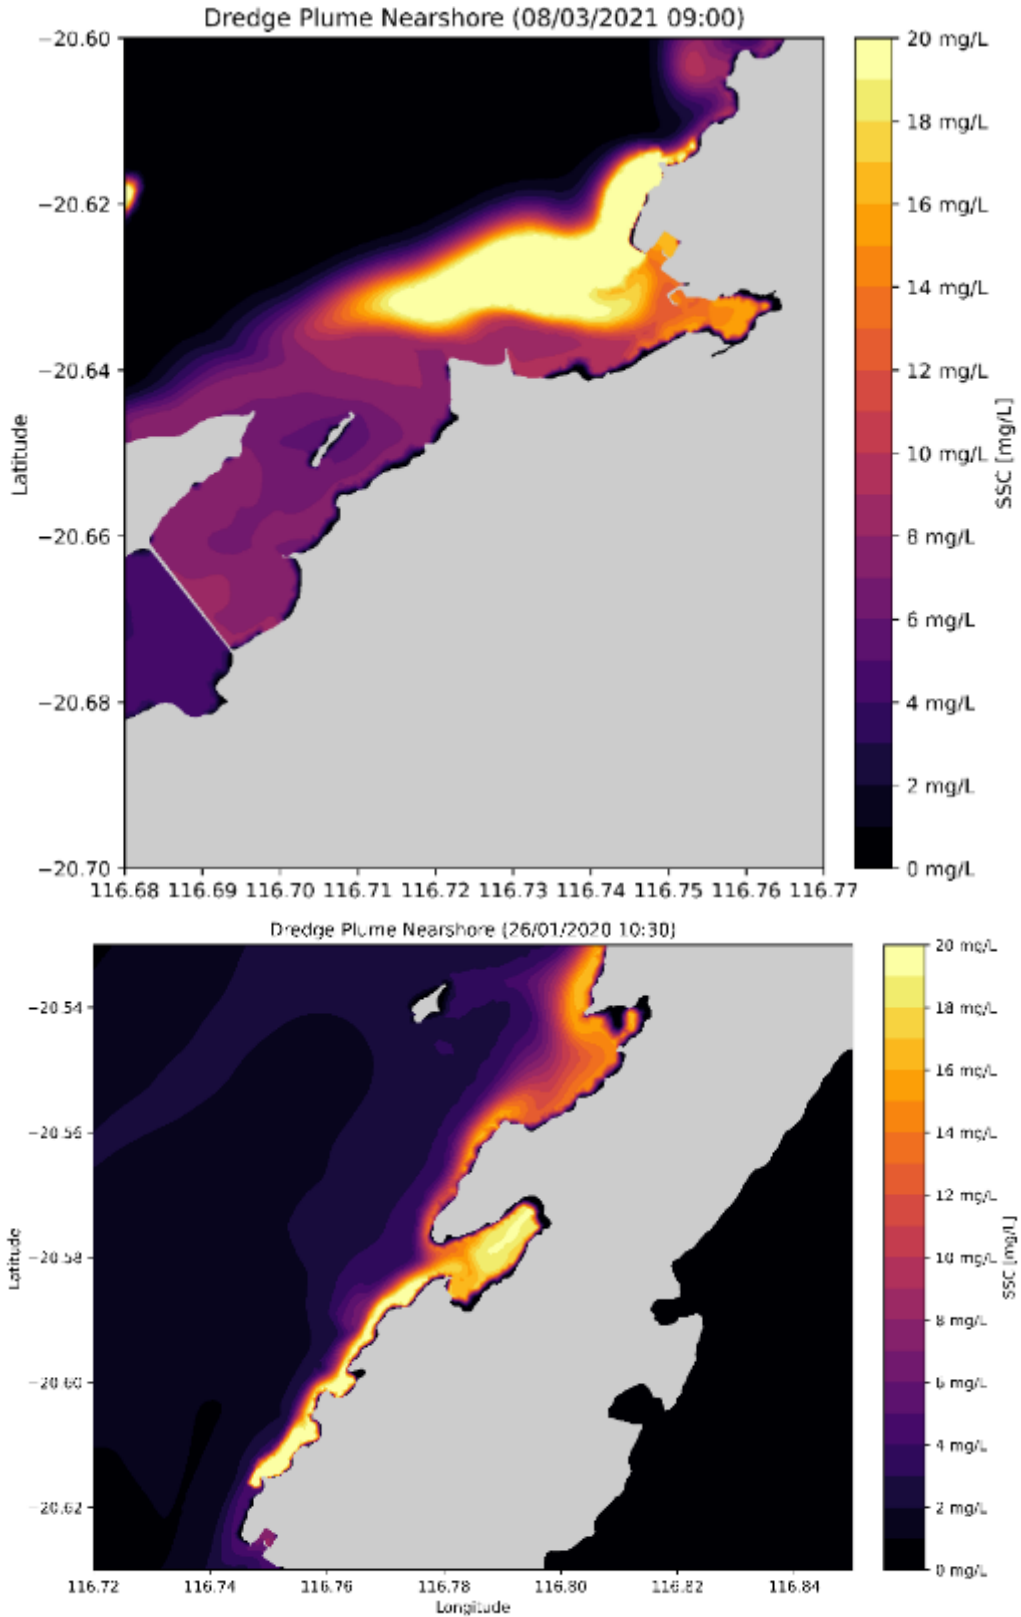 Dredge Plume Nearshore (08/03/2021 09:00)
−20.60
−20.62
−20.64
−20.66
−20.68
−20.70
Latitude
116.68 116.69 116.70 116.71 116.72 116.73 116.74 116.75 116.76 116.77
20 mg/L
18 mg/L
16 mg/L
14 mg/L
12 mg/L
10 mg/L
8 mg/L
6 mg/L
4 mg/L
2 mg/L
0 mg/L
SSC [mg/L]
Dredge Plume Nearshore (26/01/2020 10:30)
−20.54
−20.56
−20.58
−20.60
−20.62
Latitude
116.72 116.74 116.76 116.78 116.80 116.82 116.84
Longitude
20 mg/L
18 mg/L
16 mg/L
14 mg/L
12 mg/L
10 mg/L
8 mg/L
6 mg/L
4 mg/L
2 mg/L
0 mg/L
SSC [mg/L]